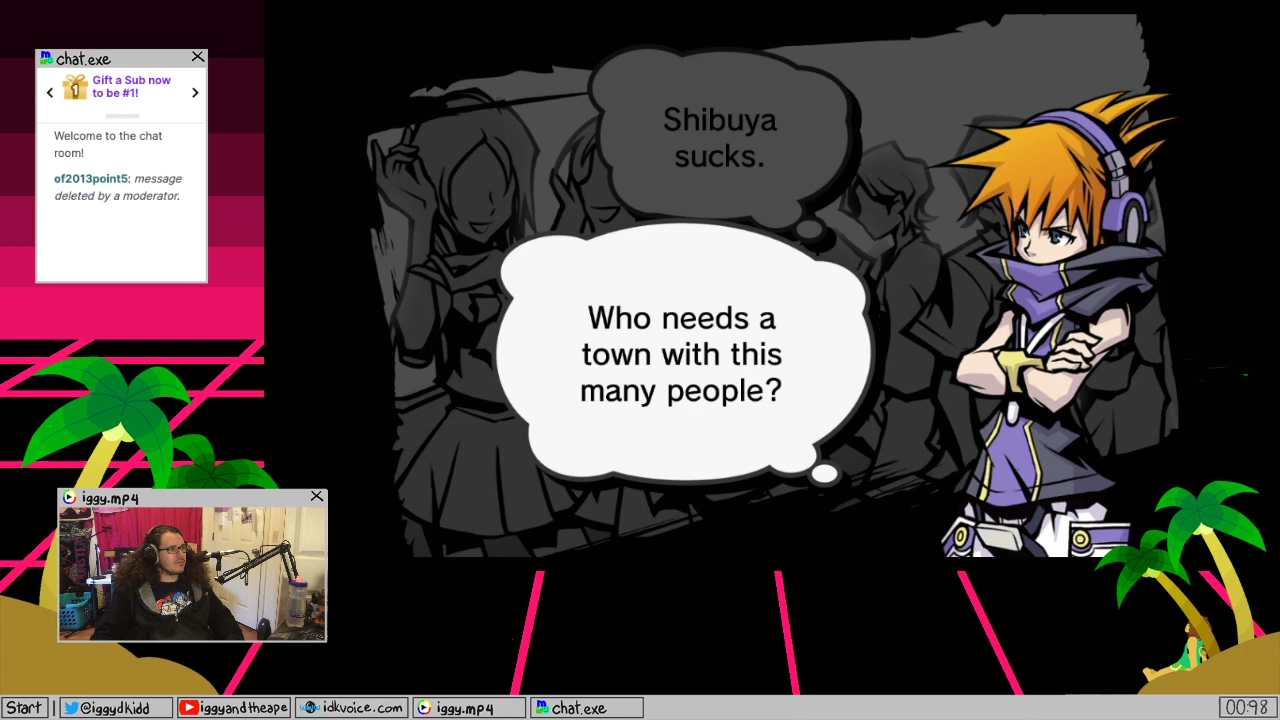 chat.exe
1
Gift a Sub now
to be #1!
Welcome to the chat
room!
of2013point5: message
deleted by a moderator.
Shibuya
sucks.
Who needs a
town with this
many people?
iggy.mp4
Start | @iggydkidd iggyandtheape www idkvoice.com iggy.mp4 chat.exe 00:98